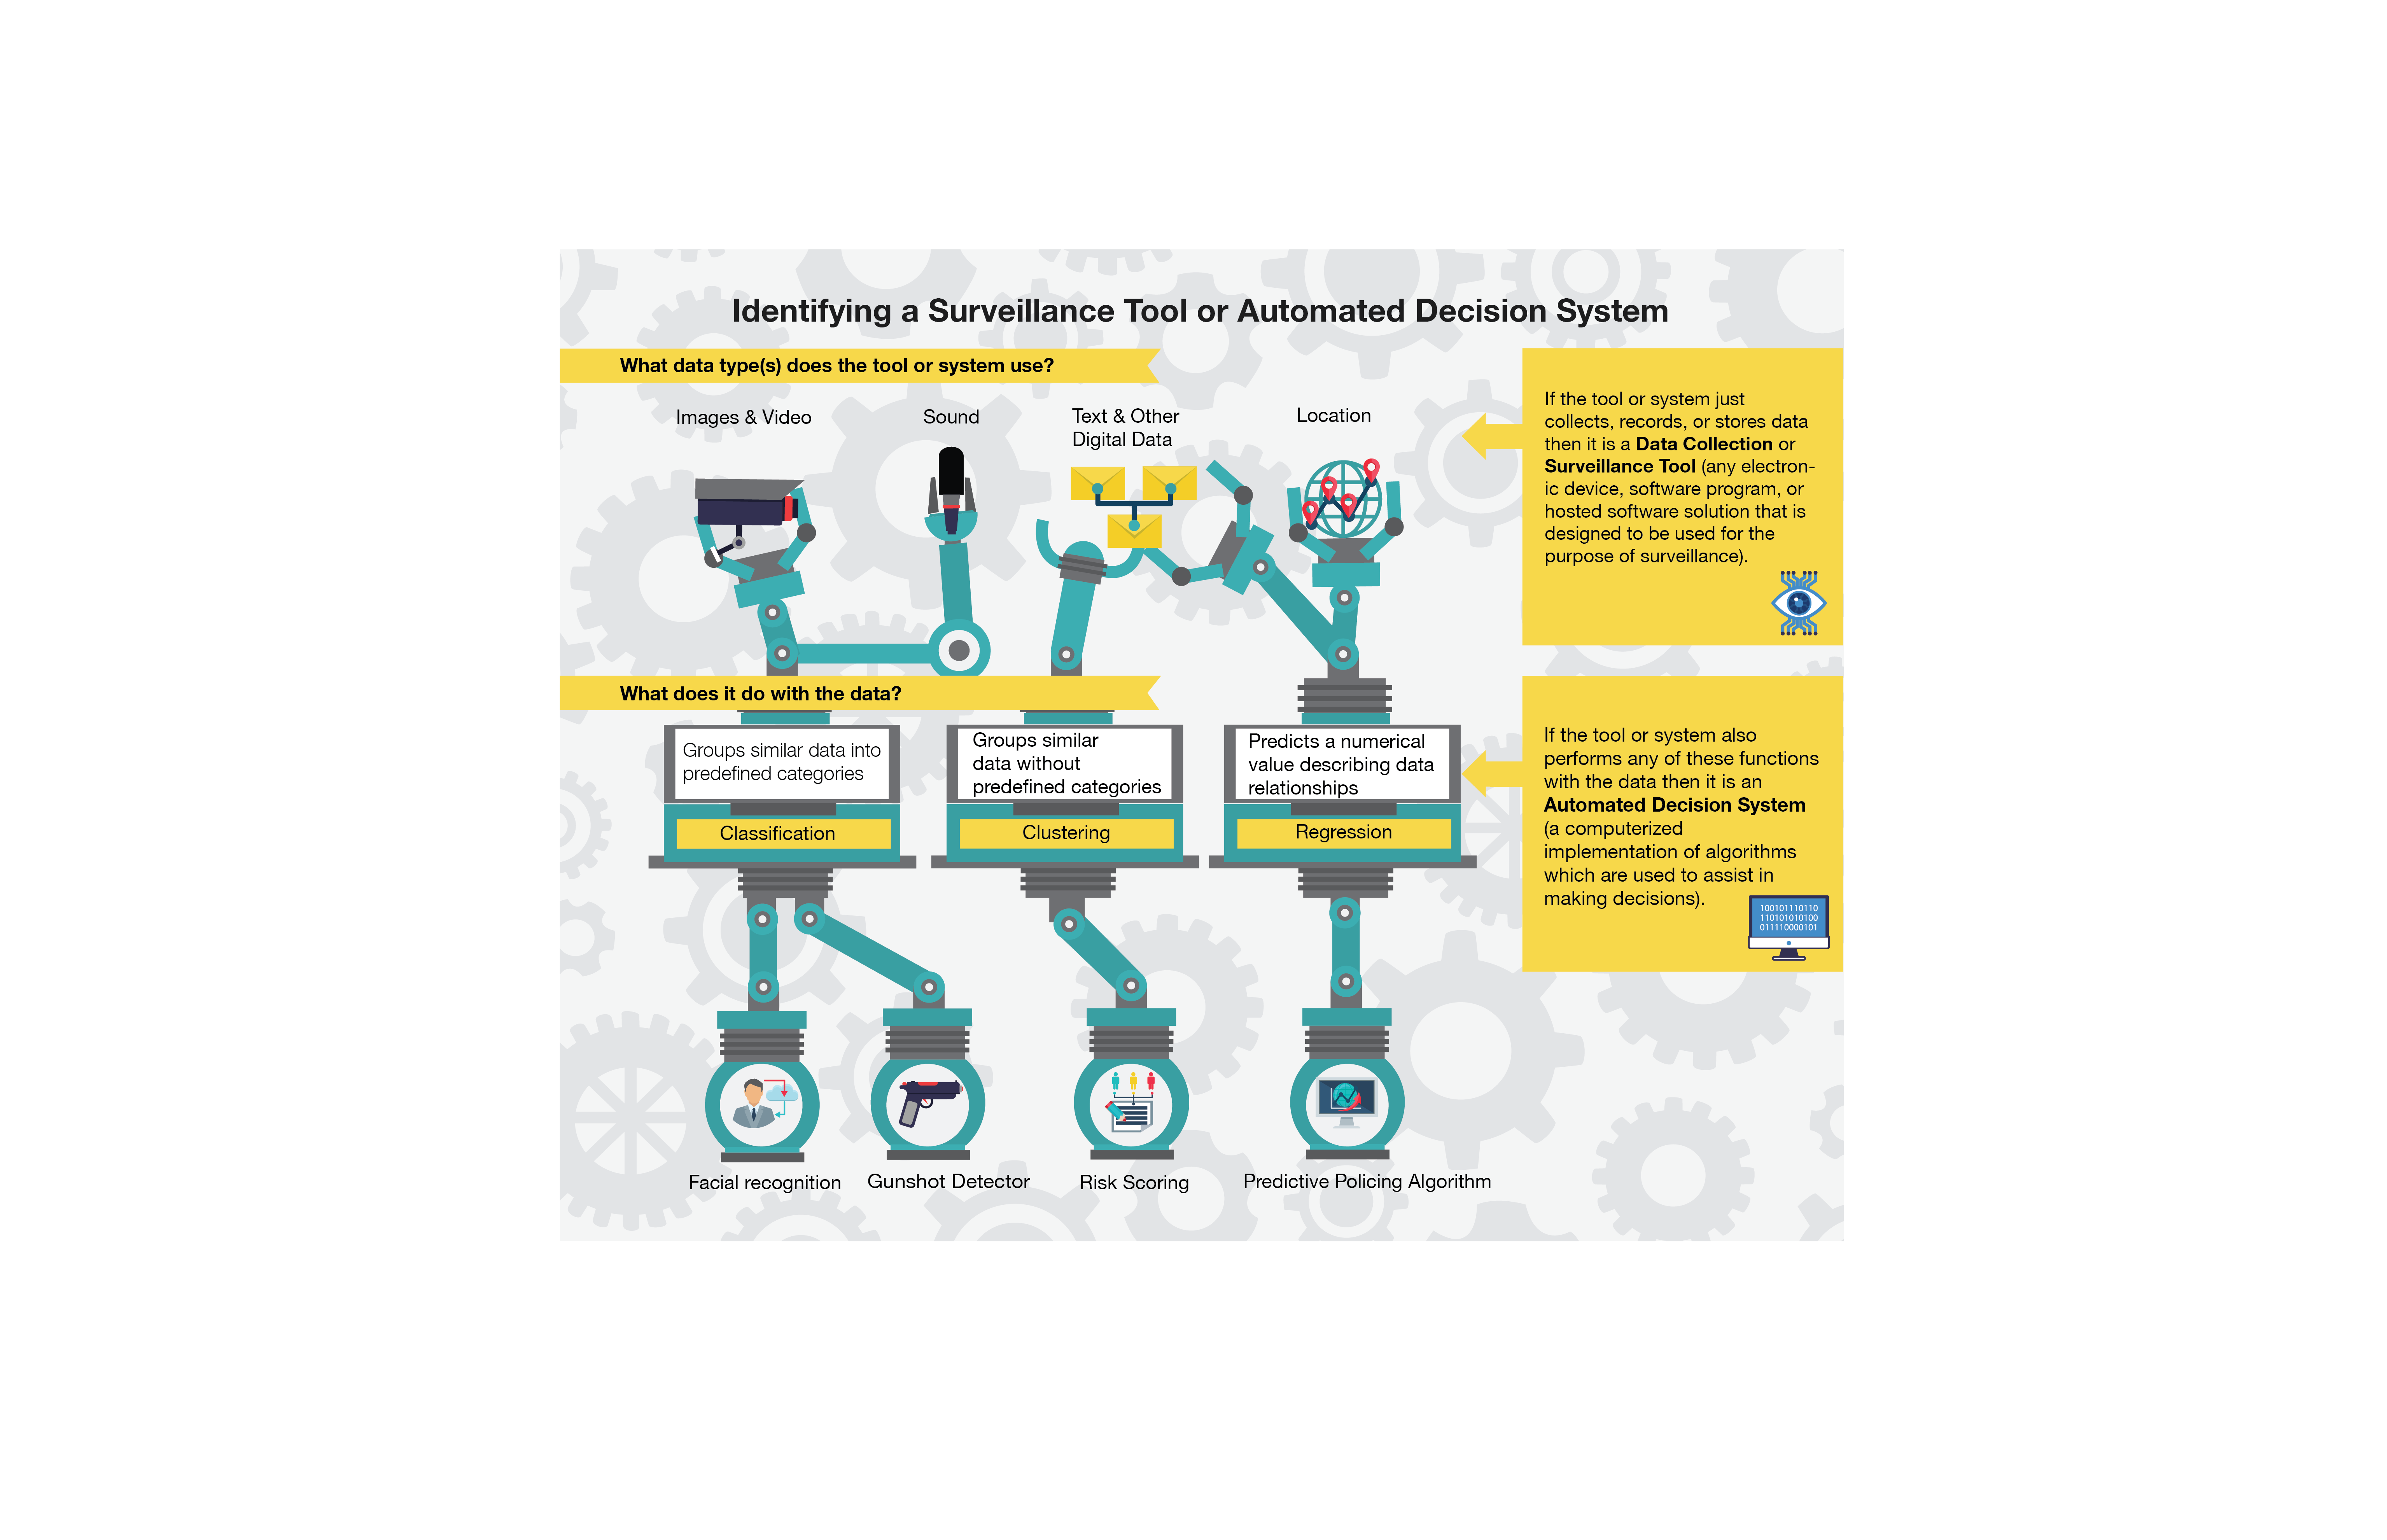 Identifying a Surveillance Tool or Automated Decision System
What data type(s) does the tool or system use?
Images & Video
Sound
Text & Other
Digital Data
Location
If the tool or system just
collects, records, or stores data
then it is a Data Collection or
Surveillance Tool (any electron-
ic device, software program, or
hosted software solution that is
designed to be used for the
purpose of surveillance).
What does it do with the data?
Groups similar data into
predefined categories
Classification
Groups similar
data without
predefined categories
Clustering
Predicts a numerical
value describing data
relationships
Regression
If the tool or system also
performs any of these functions
with the data then it is an
Automated Decision System
(a computerized
implementation of algorithms
which are used to assist in
making decisions).
100101110110
110101010100
011110000101
Facial recognition
Gunshot Detector
Risk Scoring
Predictive Policing Algorithm